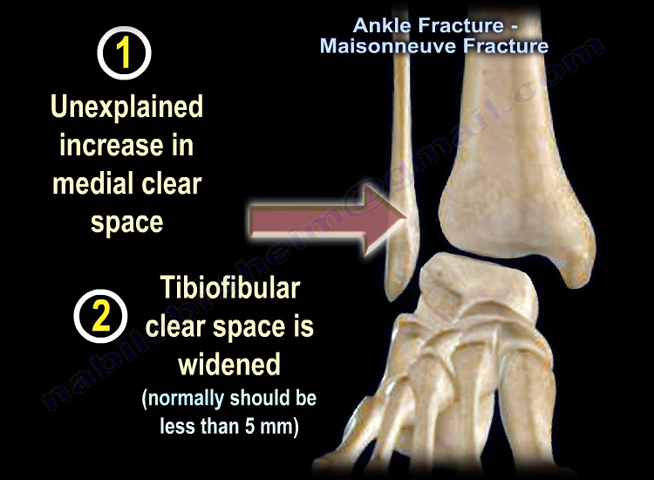 Ankle Fracture -
Maisonneuve Fracture
1
Unexplained
increase in
medial clear
space
2
Tibiofibular
clear space is
widened
(normally should be
less than 5 mm)